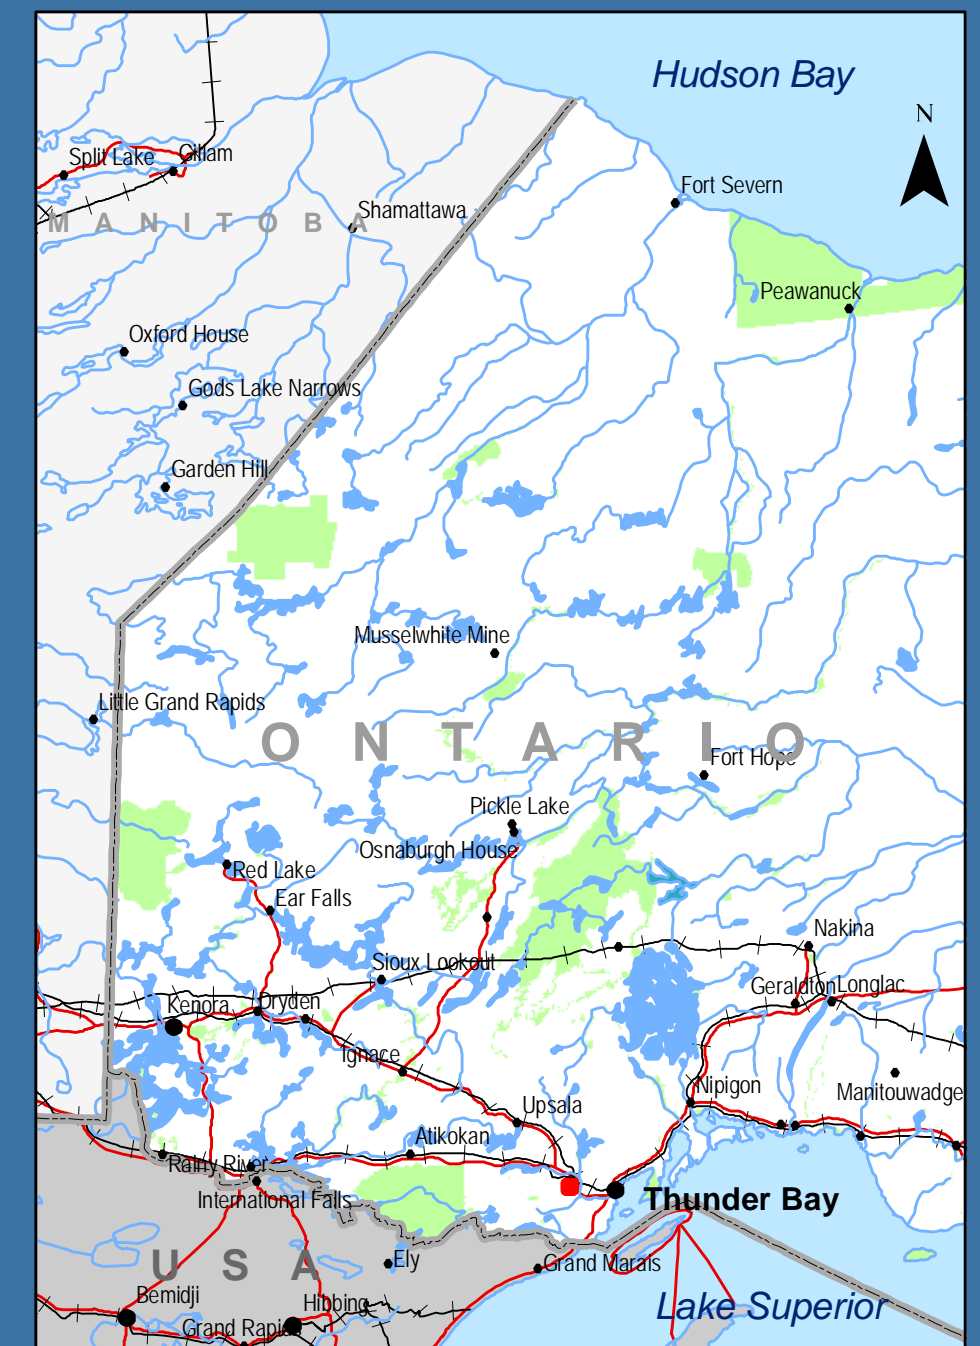 Hudson Bay
N
Split Lake
Gillam
Fort Severn
Shamattawa
MANITOBA
Peawanuck
Oxford House
Gods Lake Narrows
Garden Hill
Musselwhite Mine
Little Grand Rapids
ONTARIO
Fort Hope
Pickle Lake
Osnaburgh House
Red Lake
Ear Falls
Nakina
Sioux Lookout
Geraldton
Longlac
Kenora
Dryden
Ignace
Nipigon
Manitouwadge
Upsala
Atikokan
Rainy River
International Falls
Thunder Bay
USA
Ely
Grand Marais
Bemidji
Hibbing
Lake Superior
Grand Rapids